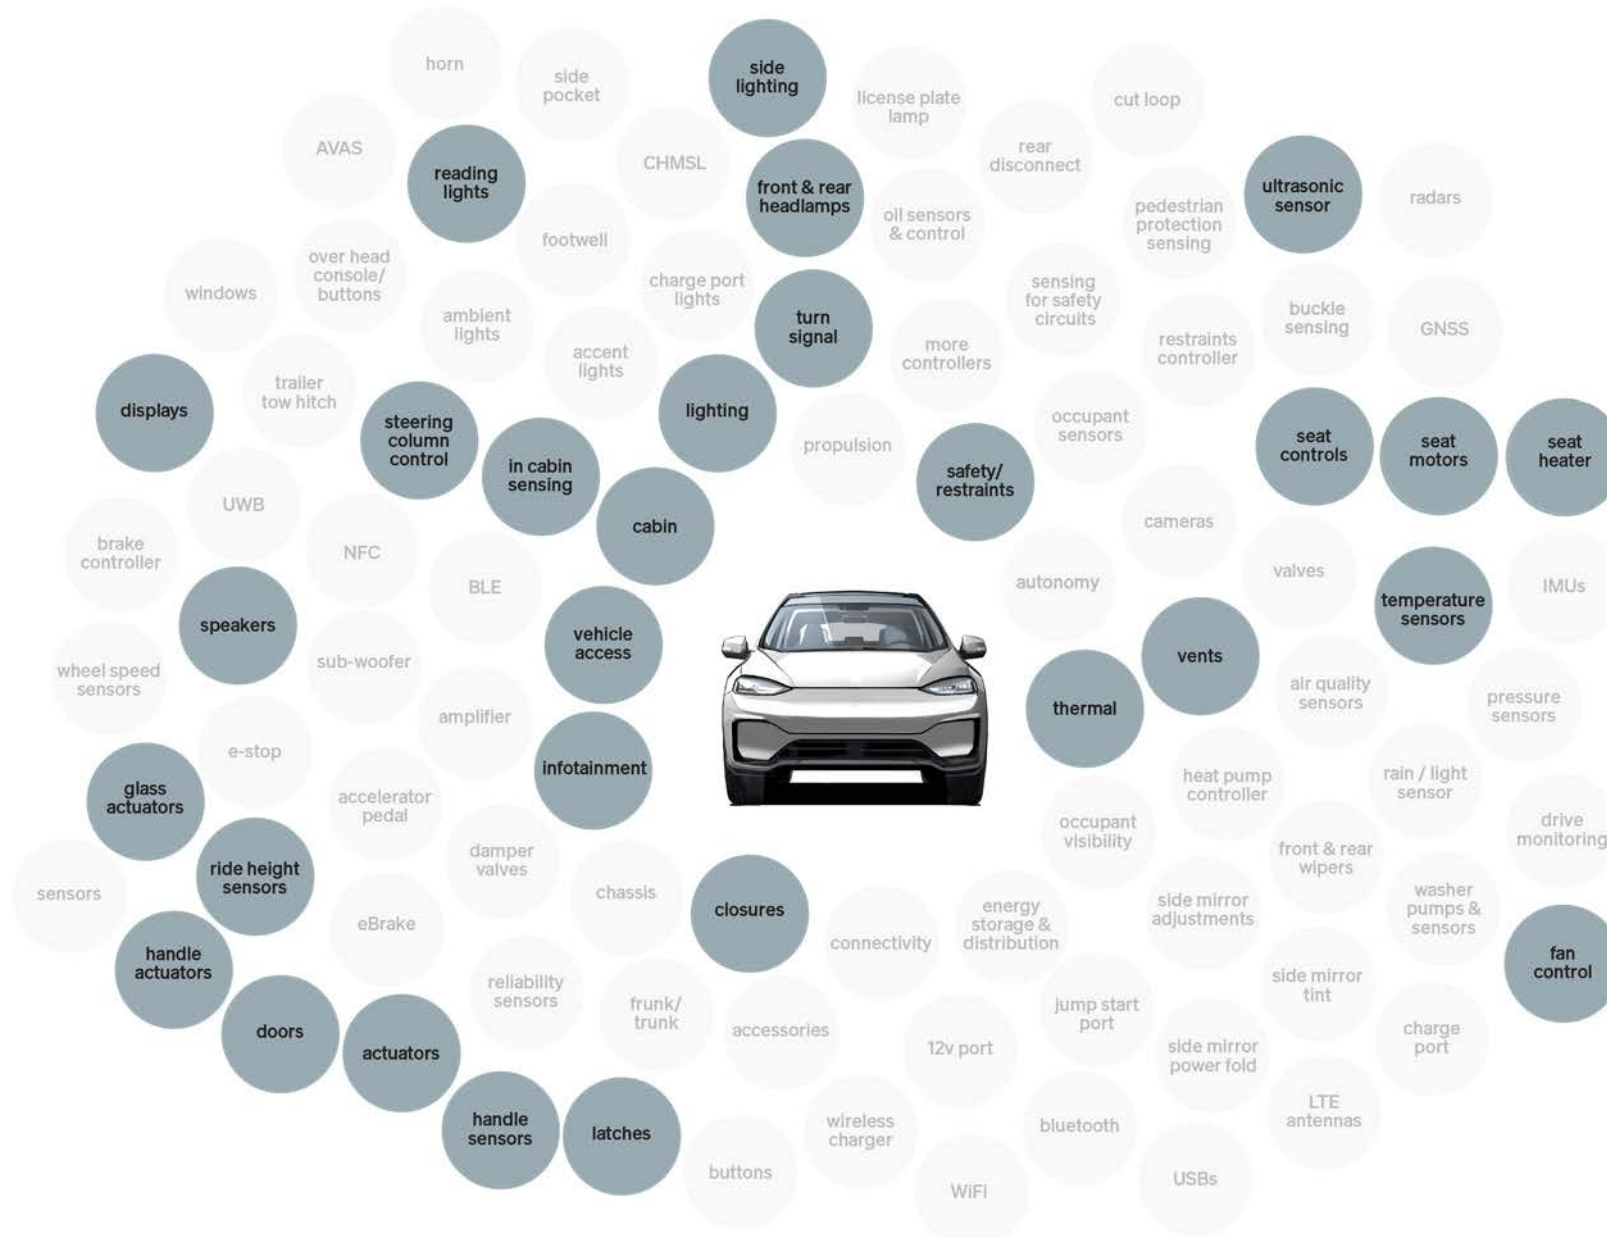 horn
side
pocket
side
lighting
license plate
lamp
cut loop
AVAS
reading
lights
CHMSL
front & rear
headlamps
rear
disconnect
ultrasonic
sensor
radars
oil sensors
& control
pedestrian
protection
sensing
footwell
over head
console/
buttons
windows
ambient
lights
charge port
lights
turn
signal
sensing
for safety
circuits
buckle
sensing
GNSS
accent
lights
more
controllers
restraints
controller
displays
trailer
tow hitch
steering
column
control
lighting
in cabin
sensing
propulsion
safety/
restraints
occupant
sensors
seat
controls
seat
motors
seat
heater
UWB
cabin
cameras
brake
controller
NFC
BLE
autonomy
valves
IMUs
speakers
vehicle
access
temperature
sensors
wheel speed
sensors
sub-woofer
vents
air quality
sensors
pressure
sensors
amplifier
thermal
e-stop
infotainment
heat pump
controller
rain / light
sensor
glass
actuators
accelerator
pedal
occupant
visibility
drive
monitoring
sensors
ride height
sensors
damper
valves
chassis
front & rear
wipers
eBrake
closures
connectivity
energy
storage &
distribution
side mirror
adjustments
washer
pumps &
sensors
handle
actuators
fan
control
reliability
sensors
frunk/
trunk
side mirror
tint
doors
actuators
accessories
12v port
jump start
port
side mirror
power fold
charge
port
handle
sensors
latches
wireless
charger
bluetooth
LTE
antennas
buttons
WiFi
USBs